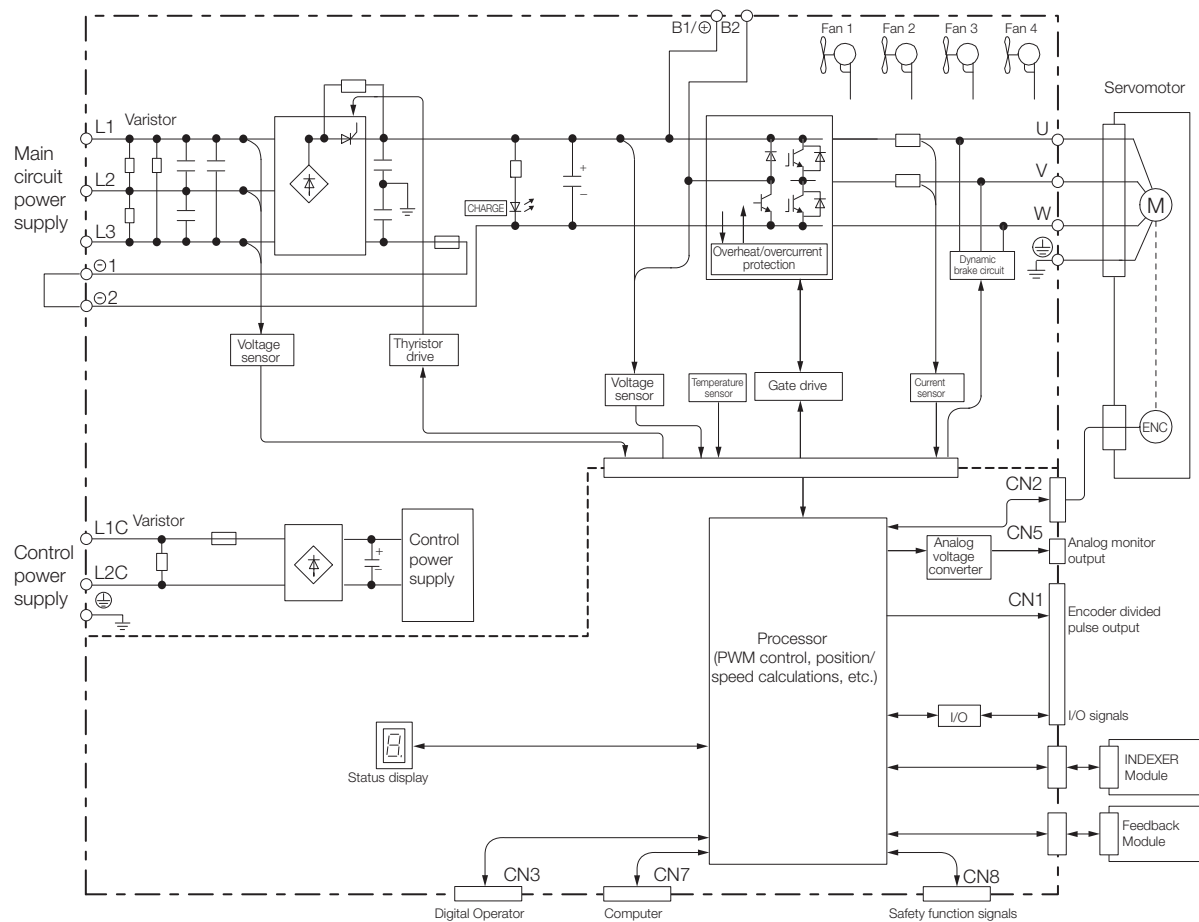 B1/⊕ B2
Fan 1 Fan 2 Fan 3 Fan 4
Servomotor
Varistor
L1
L2
L3
Main
circuit
power
supply
⊖1
⊖2
CHARGE
+
–
Overheat/overcurrent
protection
Dynamic
brake circuit
U
V
W
M
ENC
Voltage
sensor
Thyristor
drive
Voltage
sensor
Temperature
sensor
Gate drive
Current
sensor
L1C
Varistor
L2C
Control
power
supply
+
–
Control
power
supply
CN2
CN5
Analog
voltage
converter
Analog monitor
output
CN1
Encoder divided
pulse output
Processor
(PWM control, position/
speed calculations, etc.)
I/O
I/O signals
8.
Status display
INDEXER
Module
Feedback
Module
CN3
CN7
CN8
Digital Operator
Computer
Safety function signals